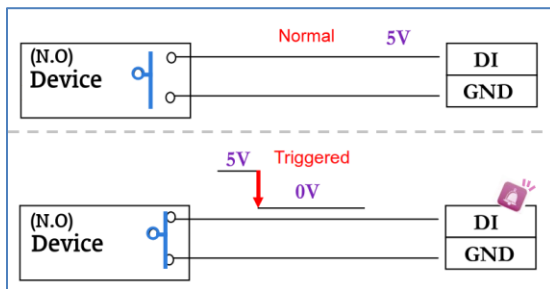 Normal 5V
(N.O)
Device
DI
GND
5V Triggered
0V
(N.O)
Device
DI
GND